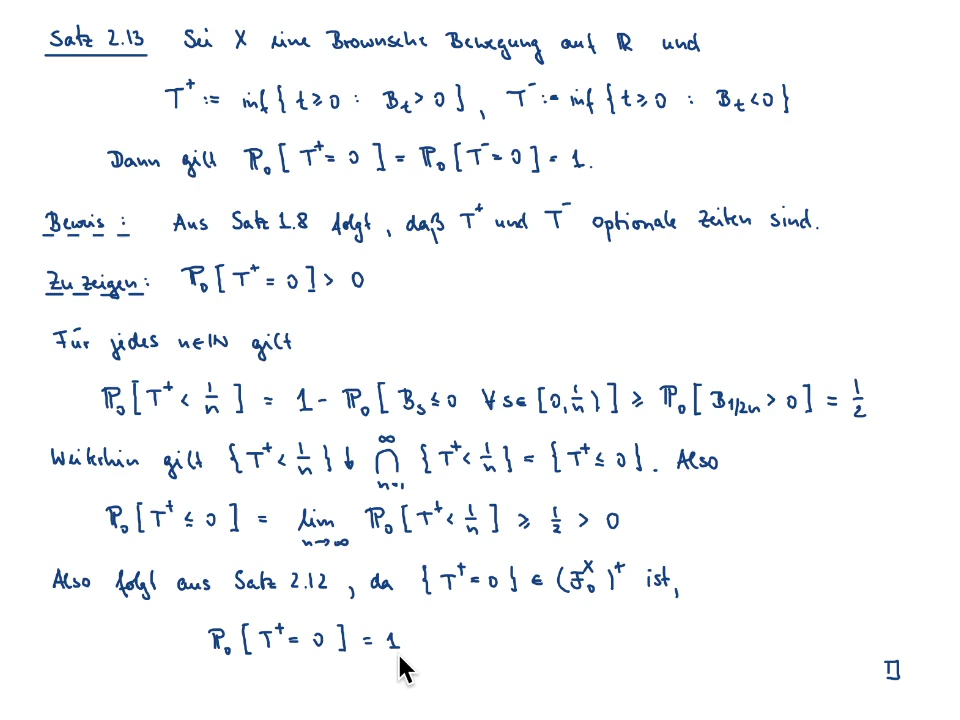 Satz 2.13 Sei X eine Brownsche Bewegung auf ℝ und
T⁺ := inf { t ≥ 0 : B_t > 0 }, T⁻ := inf { t ≥ 0 : B_t < 0 }
Dann gilt ℙ₀[ T⁺ = 0 ] = ℙ₀[ T⁻ = 0 ] = 1.
Beweis : Aus Satz 1.8 folgt, daß T⁺ und T⁻ optionale Zeiten sind.
Zu zeigen: ℙ₀[ T⁺ = 0 ] > 0
Für jedes n∈ℕ gilt
ℙ₀[ T⁺ < 1/n ] = 1 - ℙ₀[ B_s ≤ 0 ∀ s∈[0, 1/n) ] ≥ ℙ₀[ B_{1/2n} > 0 ] = 1/2
Weiterhin gilt { T⁺ < 1/n } ↓ ⋂_{n=1}^∞ { T⁺ < 1/n } = { T⁺ ≤ 0 }. Also
ℙ₀[ T⁺ ≤ 0 ] = lim_{n→∞} ℙ₀[ T⁺ < 1/n ] ≥ 1/2 > 0
Also folgt aus Satz 2.12, da { T⁺ = 0 } ∈ (ℱ₀^X)⁺ ist,
ℙ₀[ T⁺ = 0 ] = 1